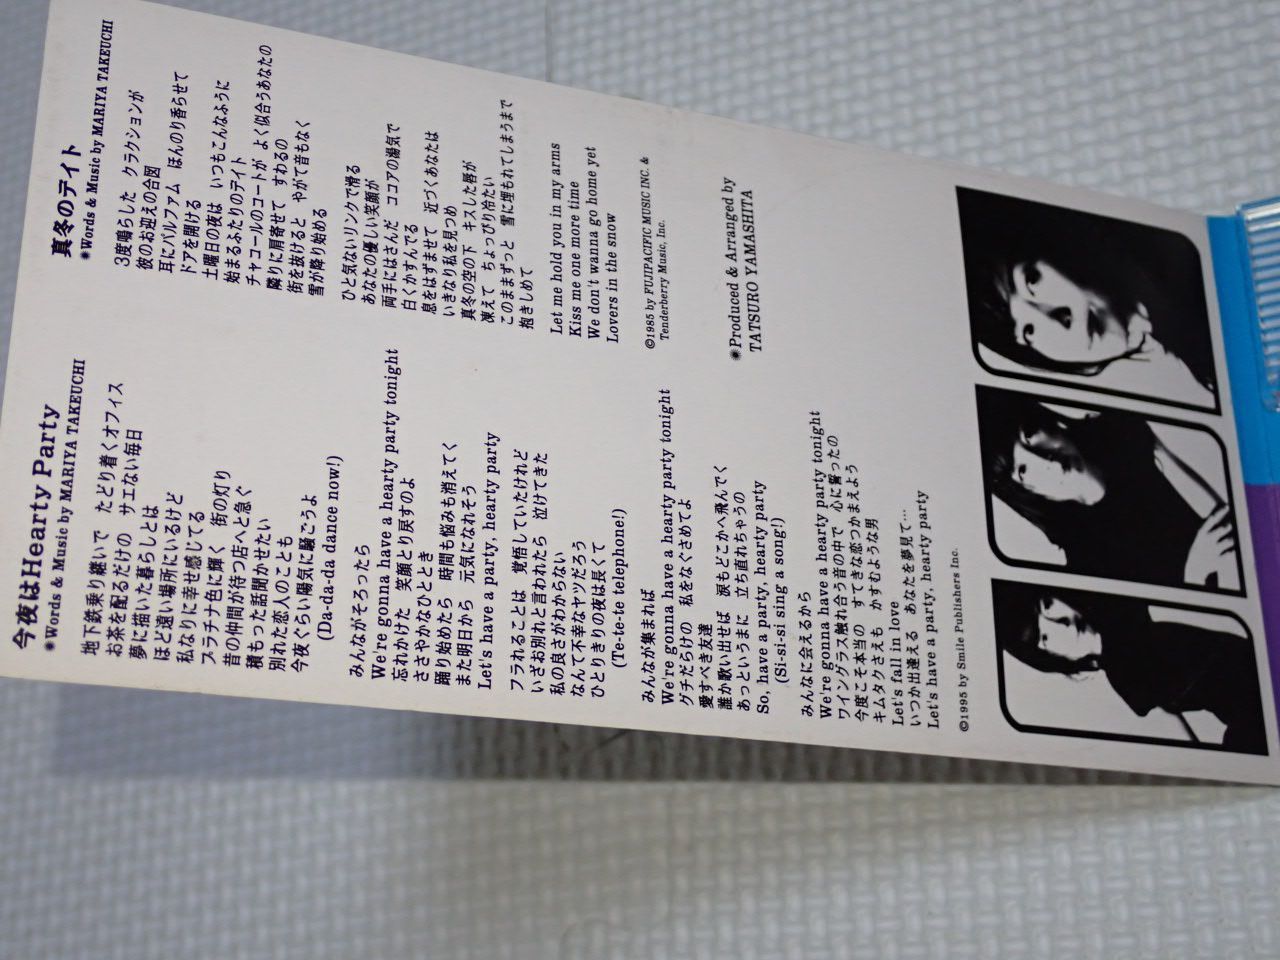 今夜はHearty Party
✺Words & Music by MARIYA TAKEUCHI
地下鉄乗り継いで　たどり着くオフィス
お茶を配るだけの　サエない毎日
夢に描いた暮らしとは
ほど遠い場所にいるけど
私なりに幸せ感じてる
プラチナ色に輝く　街の灯り
音の仲間が待つ店へと急ぐ
積もった話聞かせたい
別れた恋人のことも
今夜ぐらい陽気に騒ごうよ
(Da-da-da dance now!)
みんながそろったら
We're gonna have a hearty party tonight
忘れかけた　笑顔とり戻すのよ
ささやかなひととき
踊り始めたら　時間も悩みも消えてく
また明日から　元気になれそう
Let's have a party, hearty party
フラれることは　覚悟していたけれど
いざお別れと言われたら　泣けてきた
私の良さがわからない
なんて不幸なヤツだろう
ひとりきりの夜は長くて
(Te-te-te telephone!)
みんなが集まれば
We're gonna have a hearty party tonight
グチだらけの　私をなぐさめてよ
愛すべき友達
誰か歌い出せば　涙もどこかへ飛んでく
あっというまに　立ち直れちゃうの
So, have a party, hearty party
(Si-si-si sing a song!)
みんなに会えるから
We're gonna have a hearty party tonight
ワイングラス触れ合う音の中で　心に誓ったの
今度こそ本当の　すてきな恋つかまえよう
キムタクさえも　かすむような男
Let's fall in love
いつか出逢える　あなたを夢見て…
Let's have a party, hearty party
©1995 by Smile Publishers Inc.
真冬のデイト
✺Words & Music by MARIYA TAKEUCHI
3度鳴らした　クラクションが
彼のお迎えの合図
耳にパルファム　ほんのり香らせて
ドアを開ける
土曜日の夜は　いつもこんなように
始まるふたりのデイト
チャコールのコートが　よく似合うあなたの
隣りに肩寄せて　すわるの
街を抜けると　やがて音もなく
雪が降り始める
ひと気ないリンクで滑る
あなたの優しい笑顔が
両手にはさんだ　ココアの湯気で
白くかすんでる
息をはずませて　近づくあなたは
いきなり私を見つめ
真冬の空の下　キスした唇が
凍えて　ちょっぴり冷たい
このままずっと　雪に埋もれてしまうまで
抱きしめて
Let me hold you in my arms
Kiss me one more time
We don't wanna go home yet
Lovers in the snow
©1985 by FUJIPACIFIC MUSIC INC. &
Tenderberry Music, Inc.
✺Produced & Arranged by
TATSURO YAMASHITA